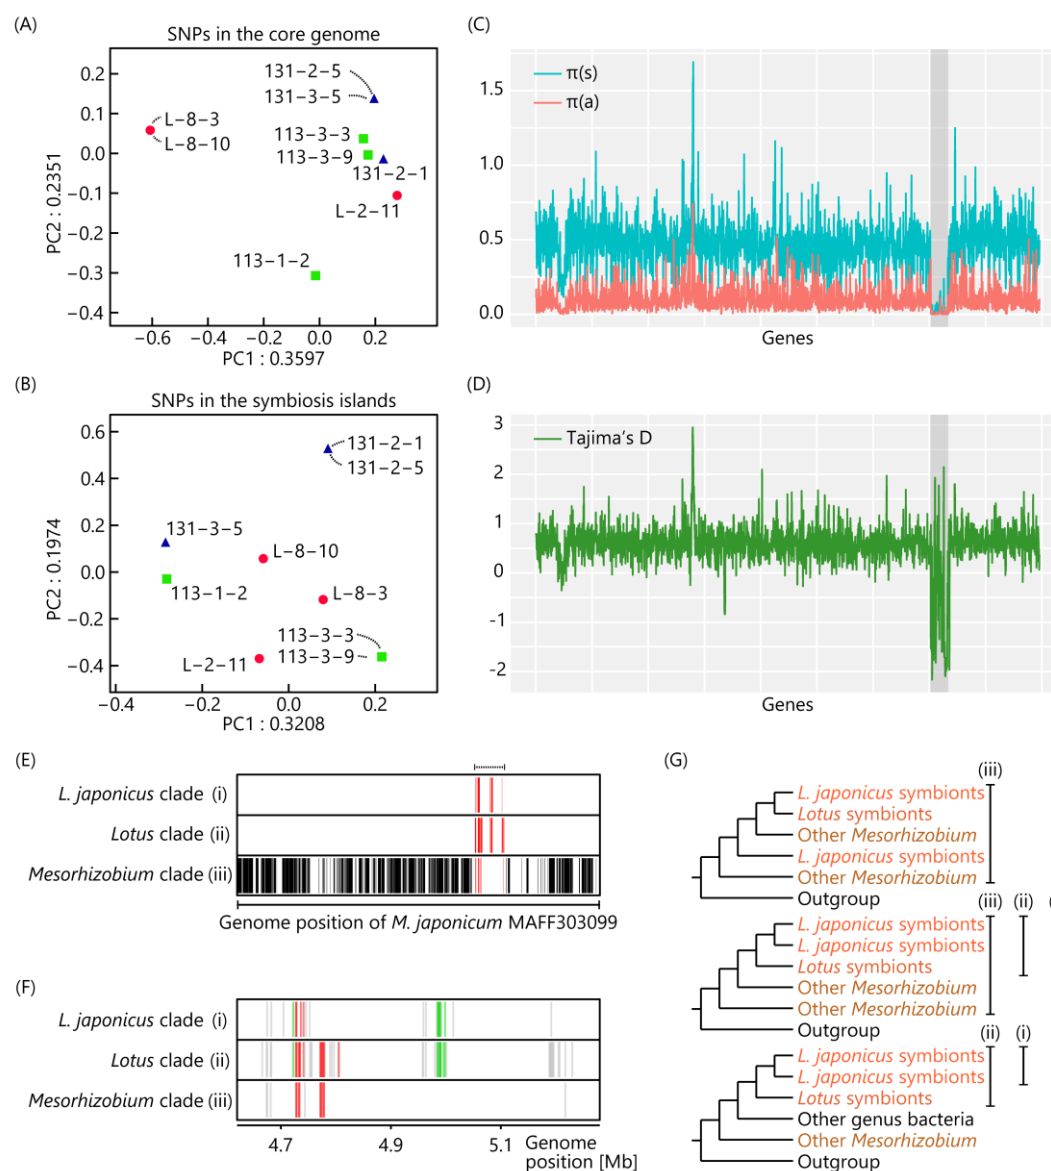 (A)
SNPs in the core genome
0.2
0.1
0.0
−0.1
−0.2
−0.3
−0.4
PC2 : 0.2351
131−2−5
131−3−5
L−8−3
L−8−10
113−3−3
113−3−9
131−2−1
L−2−11
113−1−2
−0.6
−0.4
−0.2
0.0
0.2
PC1 : 0.3597
(B)
SNPs in the symbiosis islands
0.6
0.4
0.2
0.0
−0.2
−0.4
PC2 : 0.1974
131−2−1
131−2−5
131−3−5
L−8−10
113−1−2
L−8−3
113−3−3
L−2−11
113−3−9
−0.4
−0.2
0.0
0.2
PC1 : 0.3208
(C)
π(s)
π(a)
1.5
1.0
0.5
0.0
Genes
(D)
Tajima's D
3
2
1
0
-1
-2
Genes
(E)
L. japonicus clade (i)
Lotus clade (ii)
Mesorhizobium clade (iii)
Genome position of M. japonicum MAFF303099
(F)
L. japonicus clade (i)
Lotus clade (ii)
Mesorhizobium clade (iii)
4.7
4.9
5.1
Genome
position [Mb]
(G)
(iii)
L. japonicus symbionts
Lotus symbionts
Other Mesorhizobium
L. japonicus symbionts
Other Mesorhizobium
Outgroup
(iii)
(ii)
L. japonicus symbionts
L. japonicus symbionts
Lotus symbionts
Other Mesorhizobium
Other Mesorhizobium
Outgroup
(ii)
(i)
L. japonicus symbionts
L. japonicus symbionts
Lotus symbionts
Other genus bacteria
Other Mesorhizobium
Outgroup